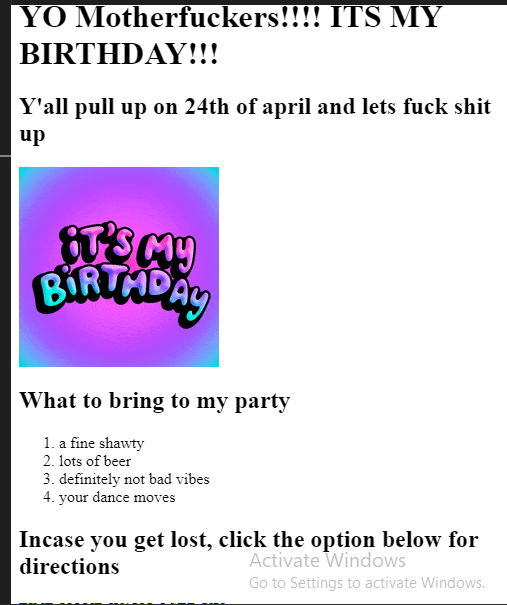 YO Motherfuckers!!!! ITS MY
BIRTHDAY!!!
Y'all pull up on 24th of april and lets fuck shit
up
iT'S MY
BiRTHDAY
What to bring to my party
1. a fine shawty
2. lots of beer
3. definitely not bad vibes
4. your dance moves
Incase you get lost, click the option below for
directions
Activate Windows
Go to Settings to activate Windows.